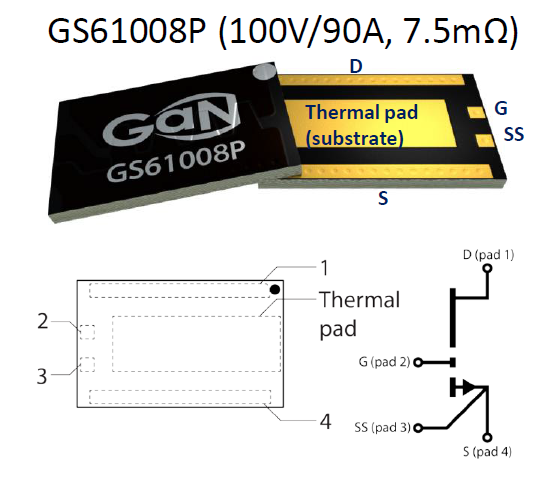 GS61008P (100V/90A, 7.5mΩ)
D
GaN
GS61008P
Thermal pad
(substrate)
G
SS
S
1
Thermal
pad
2
3
4
D (pad 1)
G (pad 2)
SS (pad 3)
S (pad 4)